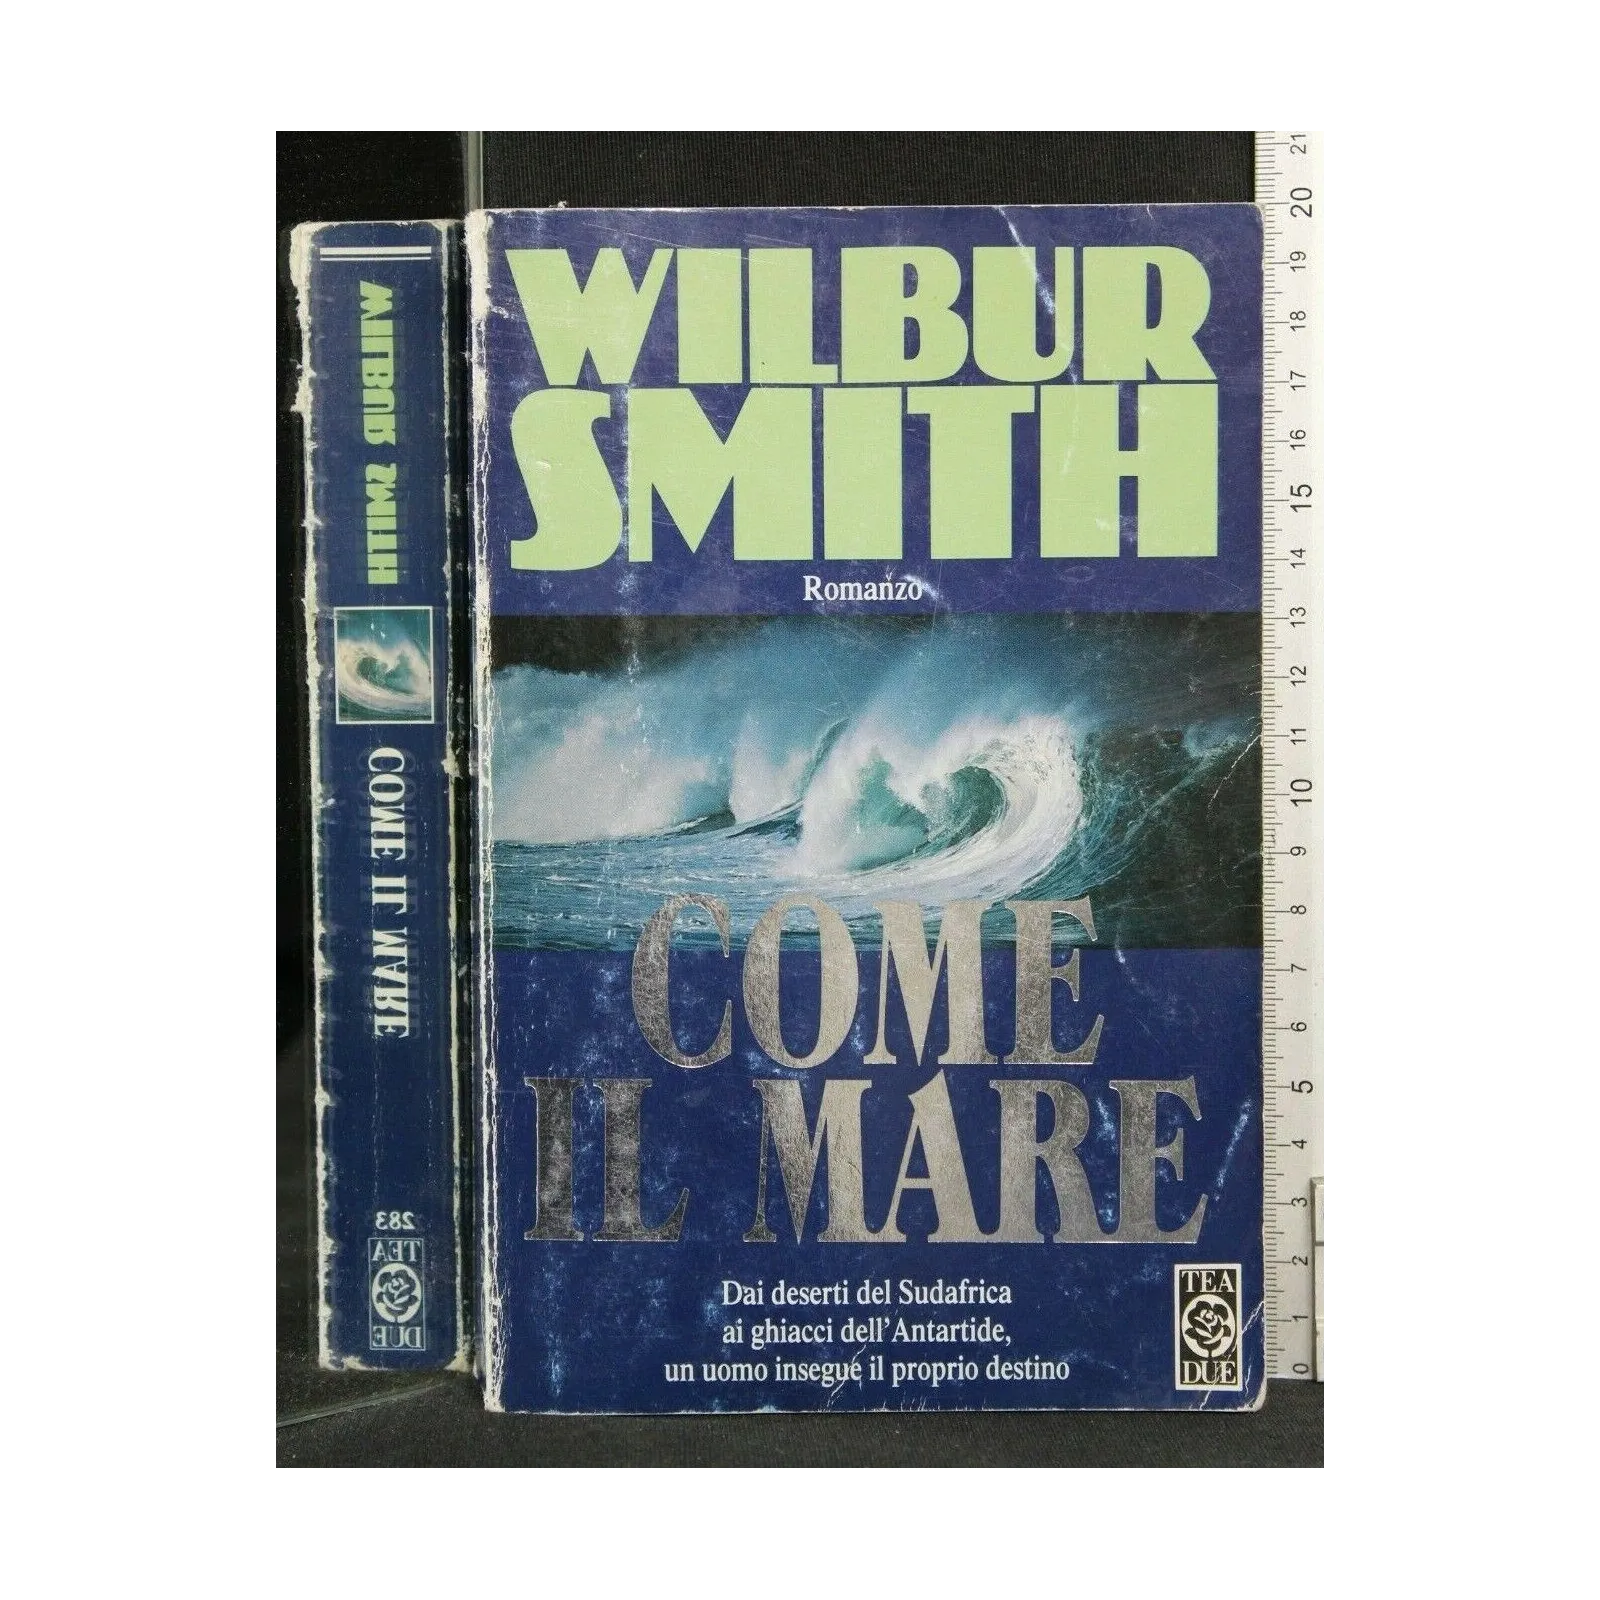 WILBUR SMITH
COME IL MARE
283
TEA
DUE
WILBUR
SMITH
Romanzo
COME
IL MARE
Dai deserti del Sudafrica
ai ghiacci dell'Antartide,
un uomo insegue il proprio destino
TEA
DUE
21
20
19
18
17
16
15
14
13
12
11
10
9
8
7
6
5
4
3
2
1
0